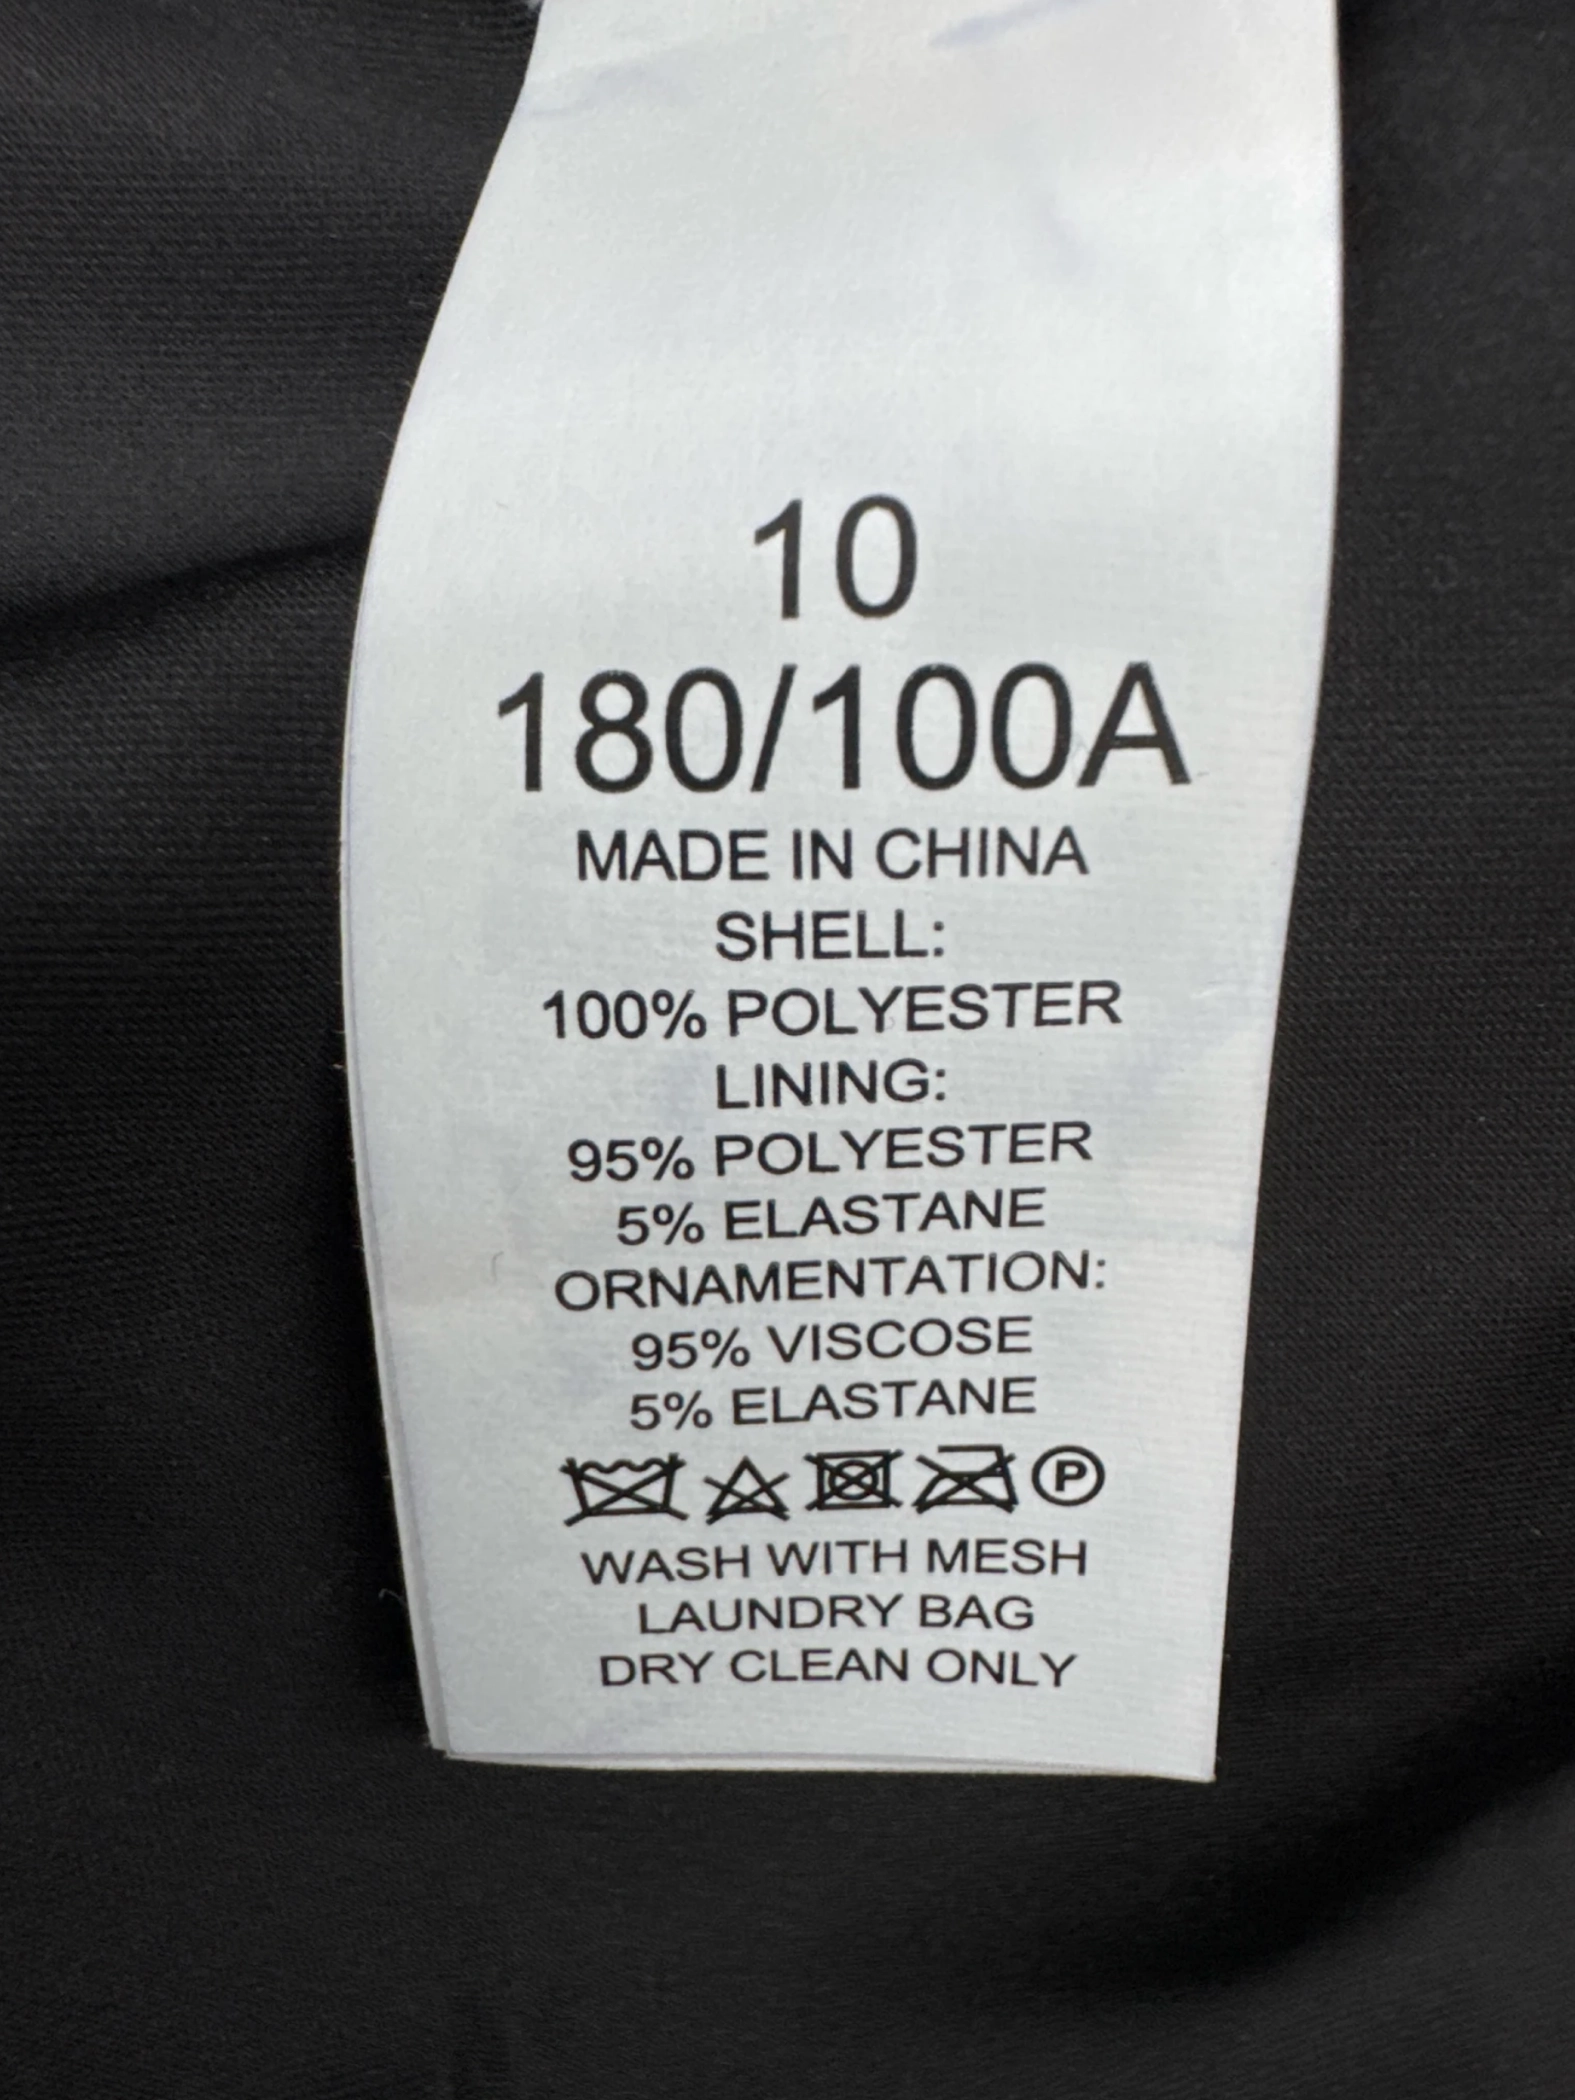 10
180/100A
MADE IN CHINA
SHELL:
100% POLYESTER
LINING:
95% POLYESTER
5% ELASTANE
ORNAMENTATION:
95% VISCOSE
5% ELASTANE
P
WASH WITH MESH
LAUNDRY BAG
DRY CLEAN ONLY